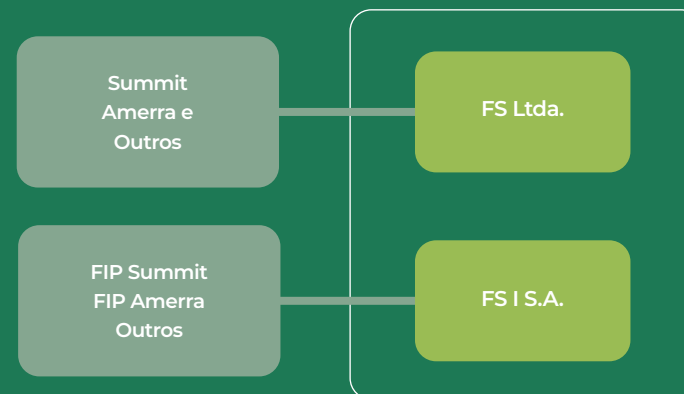 Summit
Amerra e
Outros
FS Ltda.
FIP Summit
FIP Amerra
Outros
FS I S.A.